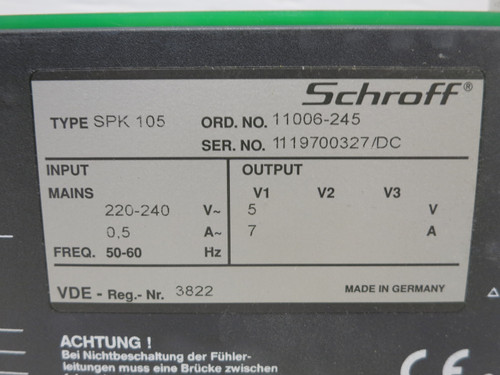 Schroff®
TYPE SPK 105 ORD. NO. 11006-245
SER. NO. 1119700327/DC
INPUT OUTPUT
MAINS V1 V2 V3
220-240 V~ 5 V
0,5 A~ 7 A
FREQ. 50-60 Hz
VDE - Reg.- Nr. 3822 MADE IN GERMANY
ACHTUNG !
Bei Nichtbeschaltung der Fühler-
leitungen muss eine Brücke zwischen
CE